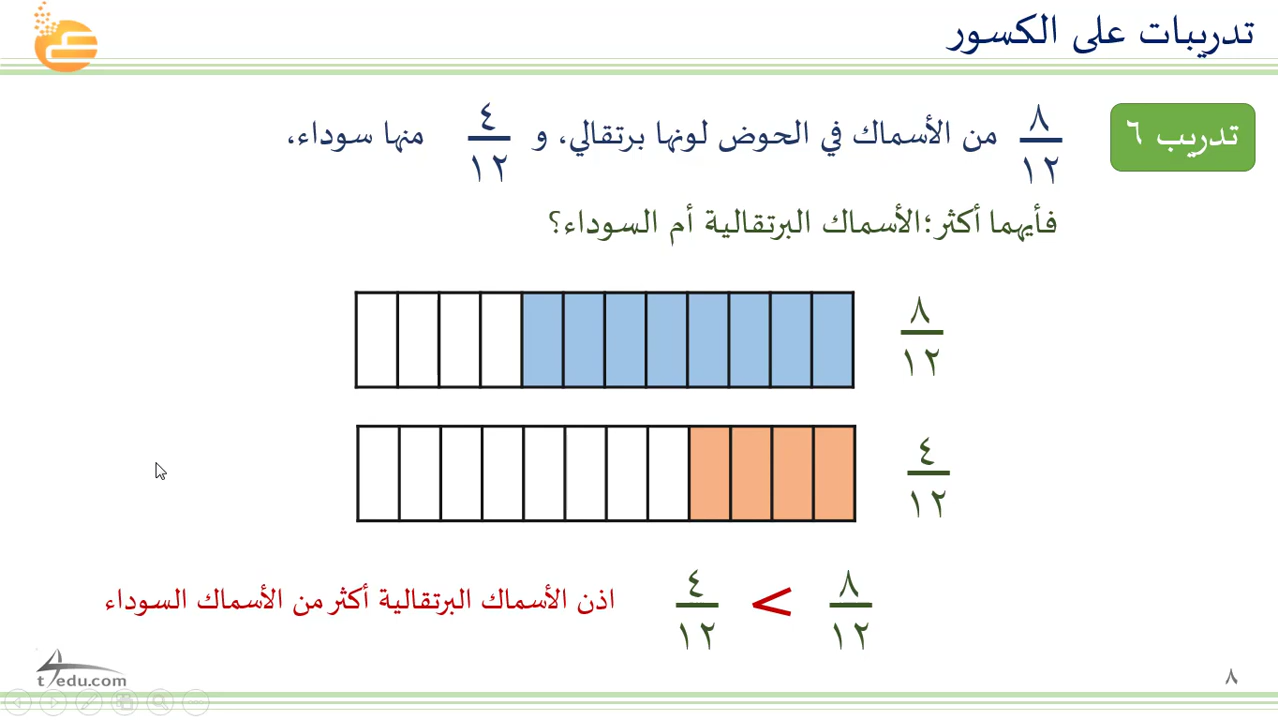 تدريبات على الكسور
تدريب ٦
٨/١٢ من الأسماك في الحوض لونها برتقالي، و ٤/١٢ منها سوداء،
فأيهما أكثر؛الأسماك البرتقالية أم السوداء؟
٨/١٢
٤/١٢
٨/١٢ < ٤/١٢ اذن الأسماك البرتقالية أكثر من الأسماك السوداء
t4edu.com
٨